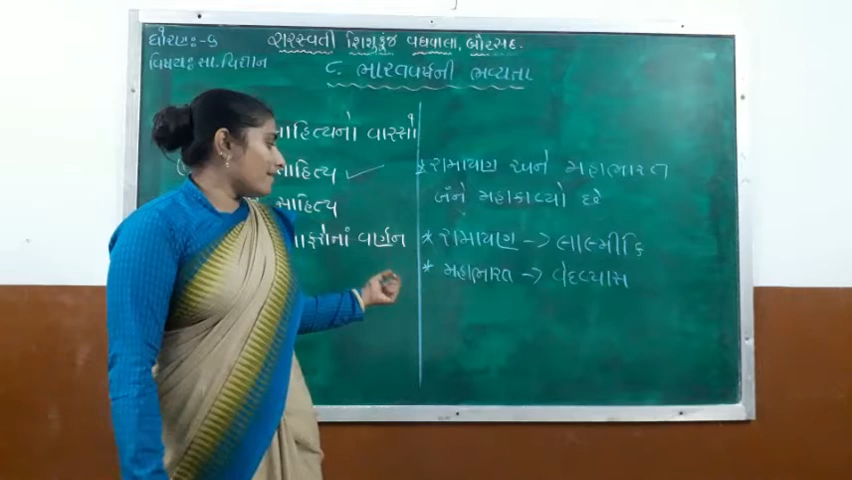 ધોરણ:-૬
સરસ્વતી શિશુકુંજ વઘવાલા, બોરસદ.
વિષય: સા. વિજ્ઞાન
૮. ભારતવર્ષની ભવ્યતા
સાહિત્યનો વારસો
સાહિત્ય ✓
સાહિત્ય
વર્ણન
* રામાયણ અને મહાભારત
બંને મહાકાવ્યો છે
* રામાયણ -> વાલ્મીકિ
* મહાભારત -> વેદવ્યાસ